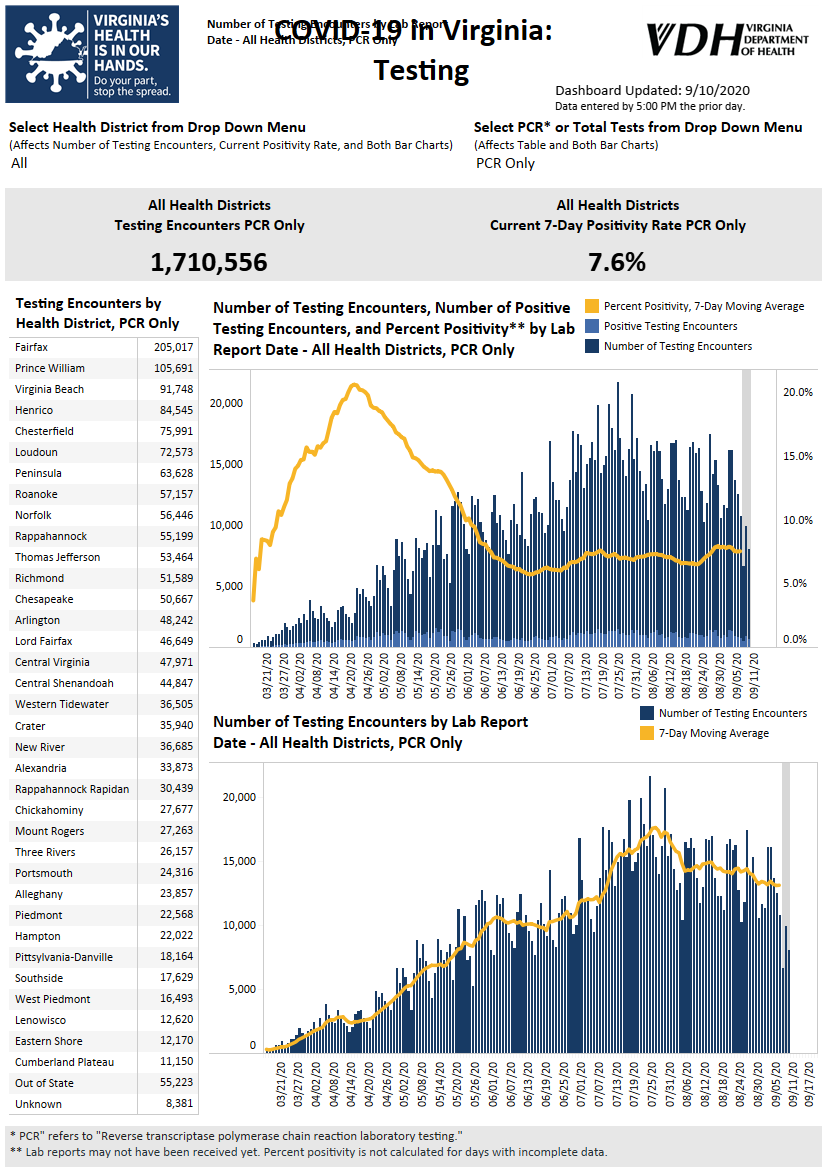 VIRGINIA'S
HEALTH
IS IN OUR
HANDS.
Do your part,
stop the spread.
Number of Testing Encounters by Lab Report
Date - All Health Districts, PCR Only
COVID-19 in Virginia:
Testing
VDH VIRGINIA
DEPARTMENT
OF HEALTH
Dashboard Updated: 9/10/2020
Data entered by 5:00 PM the prior day.
Select Health District from Drop Down Menu
(Affects Number of Testing Encounters, Current Positivity Rate, and Both Bar Charts)
All
Select PCR* or Total Tests from Drop Down Menu
(Affects Table and Both Bar Charts)
PCR Only
All Health Districts
Testing Encounters PCR Only
1,710,556
All Health Districts
Current 7-Day Positivity Rate PCR Only
7.6%
Testing Encounters by
Health District, PCR Only
Fairfax 205,017
Prince William 105,691
Virginia Beach 91,748
Henrico 84,545
Chesterfield 75,991
Loudoun 72,573
Peninsula 63,628
Roanoke 57,157
Norfolk 56,446
Rappahannock 55,199
Thomas Jefferson 53,464
Richmond 51,589
Chesapeake 50,667
Arlington 48,242
Lord Fairfax 46,649
Central Virginia 47,971
Central Shenandoah 44,847
Western Tidewater 36,505
Crater 35,940
New River 36,685
Alexandria 33,873
Rappahannock Rapidan 30,439
Chickahominy 27,677
Mount Rogers 27,263
Three Rivers 26,157
Portsmouth 24,316
Alleghany 23,857
Piedmont 22,568
Hampton 22,022
Pittsylvania-Danville 18,164
Southside 17,629
West Piedmont 16,493
Lenowisco 12,620
Eastern Shore 12,170
Cumberland Plateau 11,150
Out of State 55,223
Unknown 8,381
Number of Testing Encounters, Number of Positive
Testing Encounters, and Percent Positivity** by Lab
Report Date - All Health Districts, PCR Only
Percent Positivity, 7-Day Moving Average
Positive Testing Encounters
Number of Testing Encounters
20,000
15,000
10,000
5,000
0
20.0%
15.0%
10.0%
5.0%
0.0%
03/21/20
03/27/20
04/02/20
04/08/20
04/14/20
04/20/20
04/26/20
05/02/20
05/08/20
05/14/20
05/20/20
05/26/20
06/01/20
06/07/20
06/13/20
06/19/20
06/25/20
07/01/20
07/07/20
07/13/20
07/19/20
07/25/20
07/31/20
08/06/20
08/12/20
08/18/20
08/24/20
08/30/20
09/05/20
09/11/20
Number of Testing Encounters by Lab Report
Date - All Health Districts, PCR Only
Number of Testing Encounters
7-Day Moving Average
20,000
15,000
10,000
5,000
0
03/21/20
03/27/20
04/02/20
04/08/20
04/14/20
04/20/20
04/26/20
05/02/20
05/08/20
05/14/20
05/20/20
05/26/20
06/01/20
06/07/20
06/13/20
06/19/20
06/25/20
07/01/20
07/07/20
07/13/20
07/19/20
07/25/20
07/31/20
08/06/20
08/12/20
08/18/20
08/24/20
08/30/20
09/05/20
09/11/20
09/17/20
* PCR" refers to "Reverse transcriptase polymerase chain reaction laboratory testing."
** Lab reports may not have been received yet. Percent positivity is not calculated for days with incomplete data.